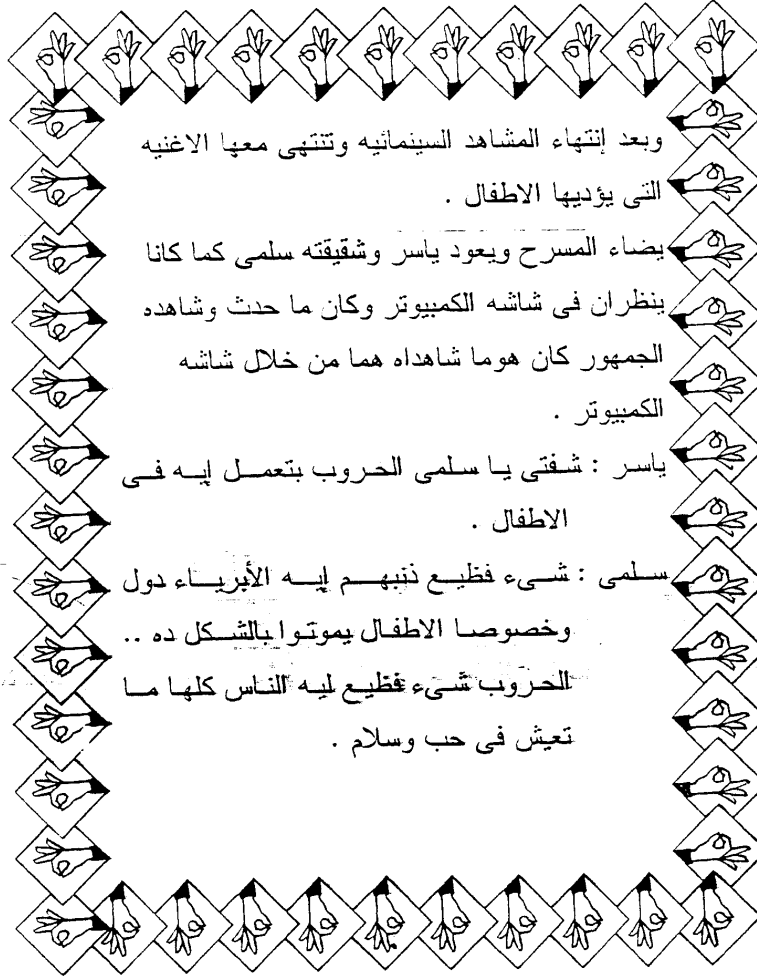 وبعد إنتهاء المشاهد السينمائيه وتنتهى معها الاغنيه
التى يؤديها الاطفال .
يضاء المسرح ويعود ياسر وشقيقته سلمى كما كانا
ينظران فى شاشه الكمبيوتر وكان ما حدث وشاهده
الجمهور كان هوما شاهداه هما من خلال شاشه
الكمبيوتر .
ياسر : شفتى يا سلمى الحروب بتعمل إيه فى
الاطفال .
سلمى : شىء فظيع ذنبهم إيه الأبرياء دول
وخصوصا الاطفال يموتوا بالشكل ده ..
الحروب شىء فظيع ليه الناس كلها ما
تعيش فى حب وسلام .